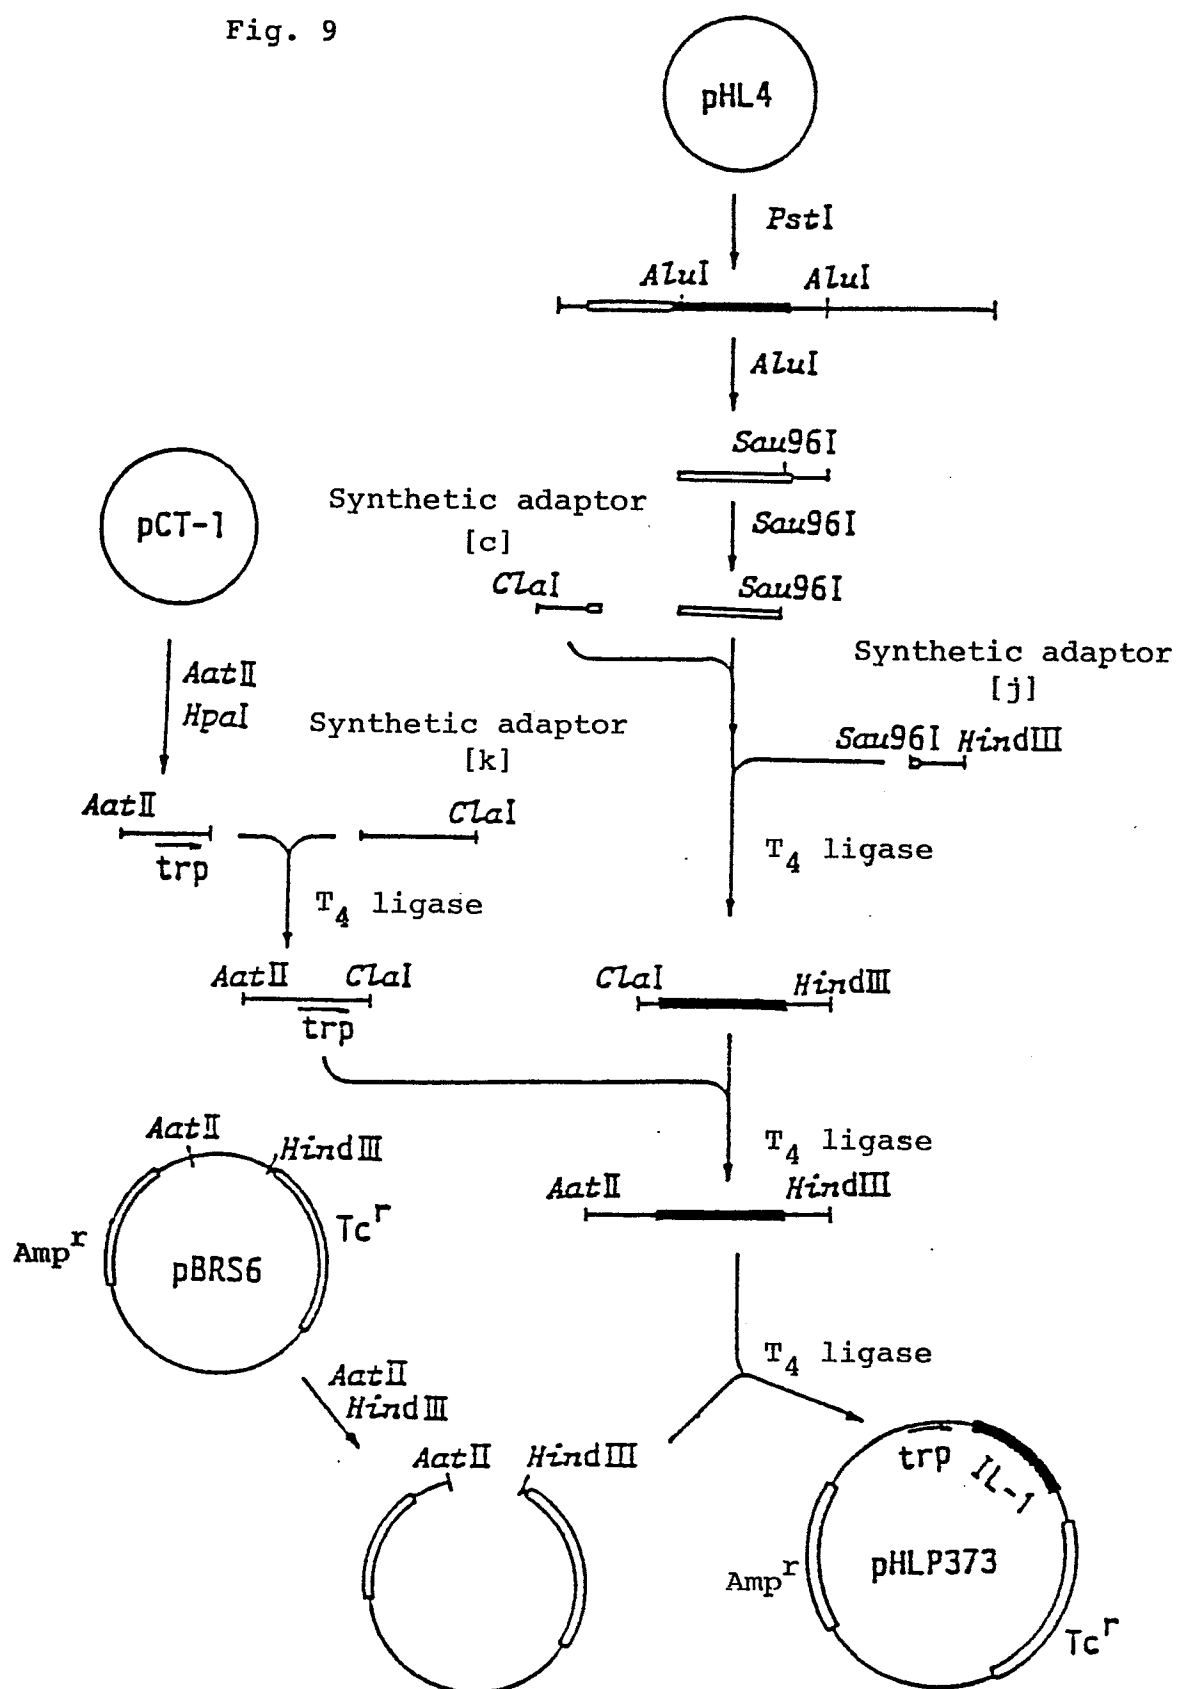 Fig. 9
pHL4
PstI
AluI AluI
AluI
Sau96I
Synthetic adaptor
[c]
Sau96I
pCT-1
ClaI
Sau96I
AatII
HpaI
Synthetic adaptor
[j]
Synthetic adaptor
[k]
Sau96I HindIII
AatII
ClaI
trp
T4 ligase
T4 ligase
AatII ClaI
trp
ClaI HindIII
AatII
HindIII
T4 ligase
AatII HindIII
Ampr
Tcr
pBRS6
T4 ligase
AatII
HindIII
AatII HindIII
trp
IL-1
Ampr
pHLP373
Tcr